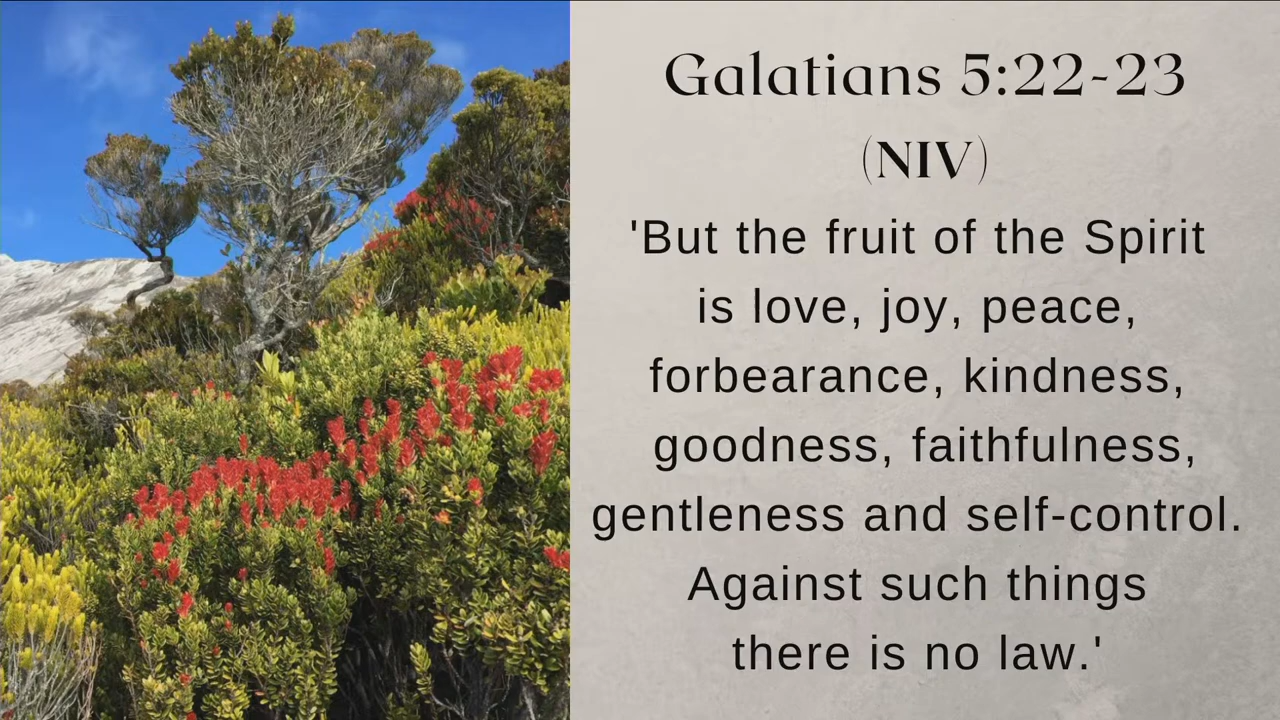 Galatians 5:22-23
(NIV)
'But the fruit of the Spirit
is love, joy, peace,
forbearance, kindness,
goodness, faithfulness,
gentleness and self-control.
Against such things
there is no law.'